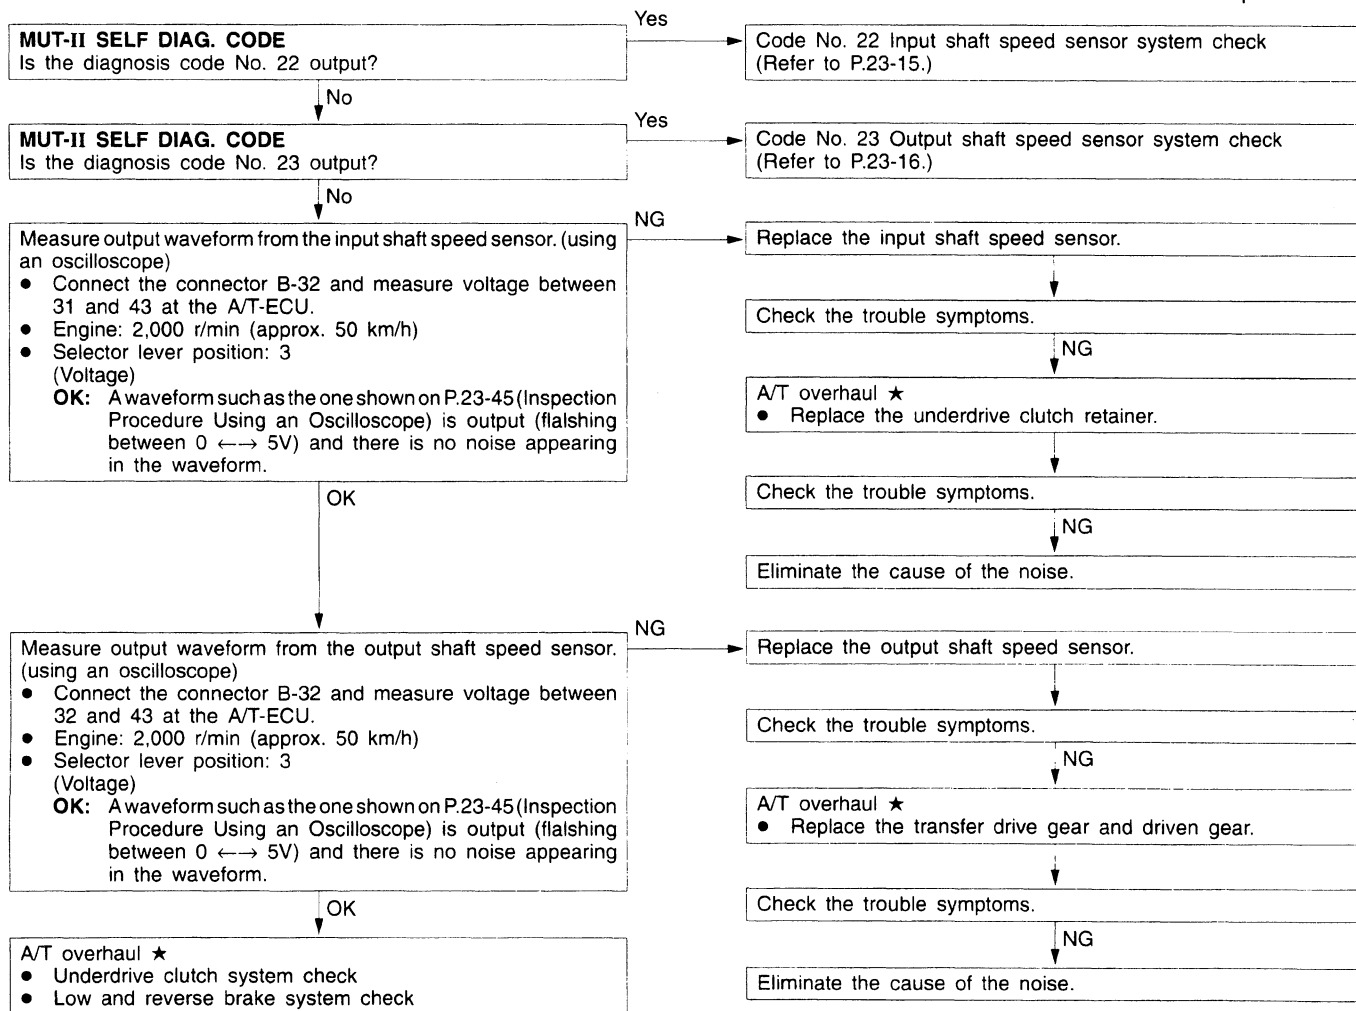 MUT-II SELF DIAG. CODE
Is the diagnosis code No. 22 output?
Yes
Code No. 22 Input shaft speed sensor system check
(Refer to P.23-15.)
No
MUT-II SELF DIAG. CODE
Is the diagnosis code No. 23 output?
Yes
Code No. 23 Output shaft speed sensor system check
(Refer to P.23-16.)
No
Measure output waveform from the input shaft speed sensor. (using
an oscilloscope)
● Connect the connector B-32 and measure voltage between
31 and 43 at the A/T-ECU.
● Engine: 2,000 r/min (approx. 50 km/h)
● Selector lever position: 3
(Voltage)
OK: A waveform such as the one shown on P.23-45 (Inspection
Procedure Using an Oscilloscope) is output (flalshing
between 0 ←→ 5V) and there is no noise appearing
in the waveform.
NG
Replace the input shaft speed sensor.
Check the trouble symptoms.
NG
A/T overhaul ★
● Replace the underdrive clutch retainer.
Check the trouble symptoms.
NG
Eliminate the cause of the noise.
OK
Measure output waveform from the output shaft speed sensor.
(using an oscilloscope)
● Connect the connector B-32 and measure voltage between
32 and 43 at the A/T-ECU.
● Engine: 2,000 r/min (approx. 50 km/h)
● Selector lever position: 3
(Voltage)
OK: A waveform such as the one shown on P.23-45 (Inspection
Procedure Using an Oscilloscope) is output (flalshing
between 0 ←→ 5V) and there is no noise appearing
in the waveform.
NG
Replace the output shaft speed sensor.
Check the trouble symptoms.
NG
A/T overhaul ★
● Replace the transfer drive gear and driven gear.
Check the trouble symptoms.
NG
Eliminate the cause of the noise.
OK
A/T overhaul ★
● Underdrive clutch system check
● Low and reverse brake system check